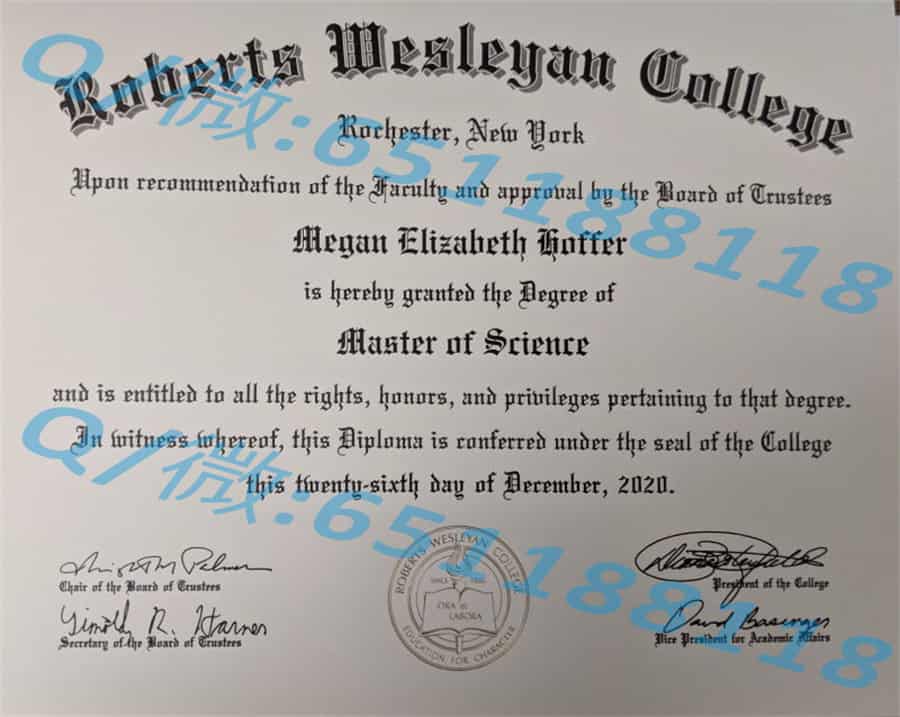 Roberts Wesleyan College
Rochester, New York
Upon recommendation of the Faculty and approval by the Board of Trustees
Megan Elizabeth Hoffer
is hereby granted the Degree of
Master of Science
and is entitled to all the rights, honors, and privileges pertaining to that degree.
In witness whereof, this Diploma is conferred under the seal of the College
this twenty-sixth day of December, 2020.
Q/微:651188118
Q/微:651188118
Chair of the Board of Trustees
Secretary of the Board of Trustees
ROBERTS WESLEYAN COLLEGE
SINCE 1866
ORA et
LABORA
EDUCATION FOR CHARACTER
President of the College
David Basinger
Vice President for Academic Affairs